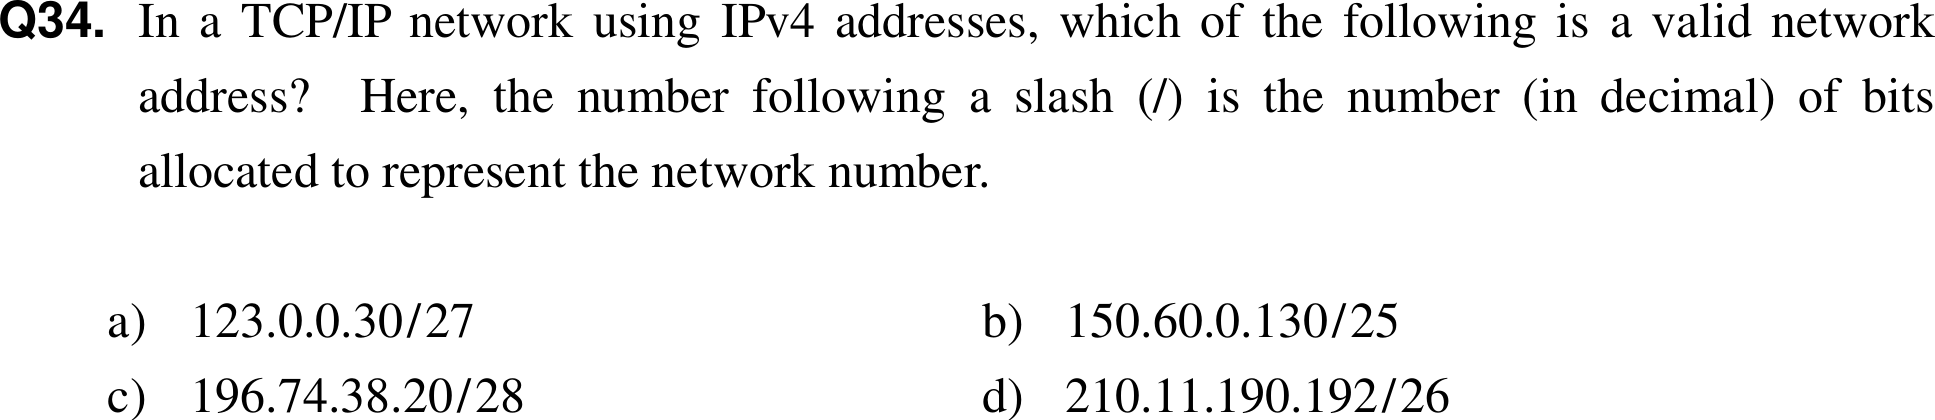 Q34. In a TCP/IP network using IPv4 addresses, which of the following is a valid network
address? Here, the number following a slash (/) is the number (in decimal) of bits
allocated to represent the network number.
a) 123.0.0.30/27 b) 150.60.0.130/25
c) 196.74.38.20/28 d) 210.11.190.192/26